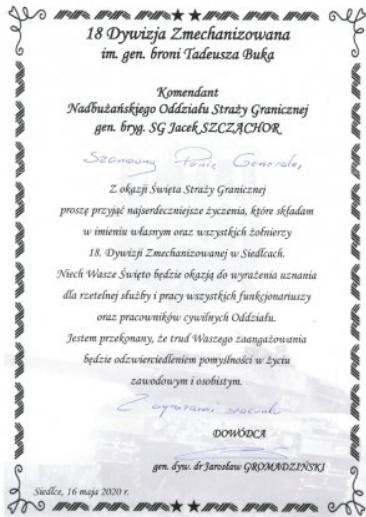 18 Dywizja Zmechanizowana
im. gen. broni Tadeusza Buka
Komendant
Nadbużańskiego Oddziału Straży Granicznej
gen. bryg. SG Jacek SZCZĄCHOR
Szanowny Panie Generale,
Z okazji Święta Straży Granicznej
proszę przyjąć najserdeczniejsze życzenia, które składam
w imieniu własnym oraz wszystkich żołnierzy
18. Dywizji Zmechanizowanej w Siedlcach.
Niech Wasze Święto będzie okazją do wyrażenia uznania
dla rzetelnej służby i pracy wszystkich funkcjonariuszy
oraz pracowników cywilnych Oddziału.
Jestem przekonany, że trud Waszego zaangażowania
będzie odzwierciedleniem pomyślności w życiu
zawodowym i osobistym.
Z wyrazami szacunku
DOWÓDCA
gen. dyw. dr Jarosław GROMADZIŃSKI
Siedlce, 16 maja 2020 r.